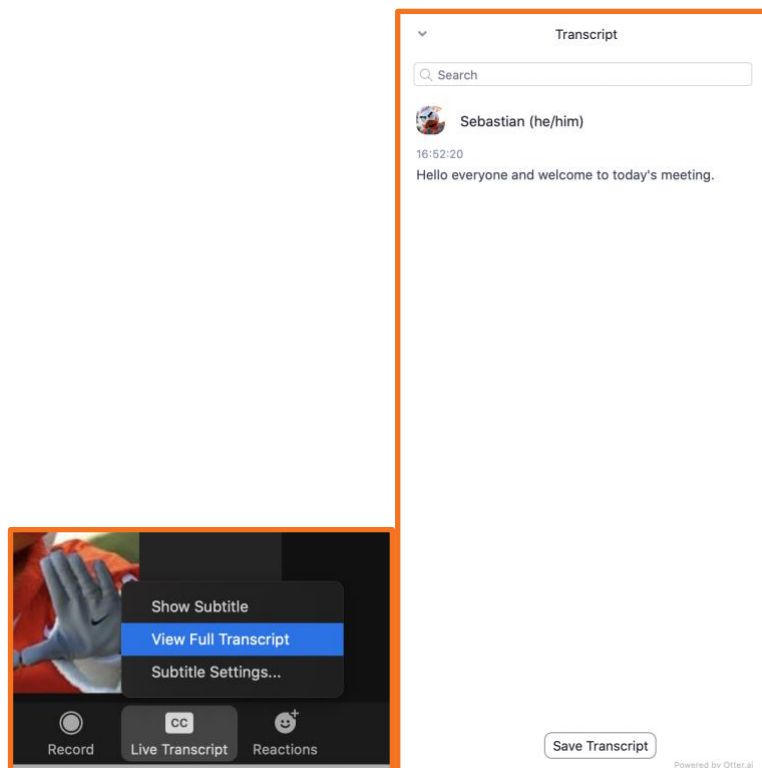 Transcript
Search
Sebastian (he/him)
16:52:20
Hello everyone and welcome to today's meeting.
Save Transcript
Powered by Otter.ai
Show Subtitle
View Full Transcript
Subtitle Settings...
CC
Record
Live Transcript
Reactions